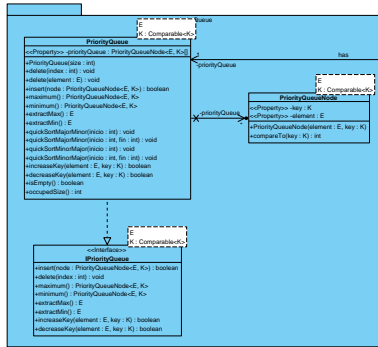 Queue
E
K : Comparable<K>
PriorityQueue
<<Property>> -priorityQueue : PriorityQueueNode<E, K>[]
+PriorityQueue(size : int)
+delete(index : int) : void
+delete(element : E) : void
+insert(node : PriorityQueueNode<E, K>) : boolean
+maximum() : PriorityQueueNode<E, K>
+minimum() : PriorityQueueNode<E, K>
+extractMax() : E
+extractMin() : E
+quickSortMajorMinor(inicio : int) : void
+quickSortMajorMinor(inicio : int, fin : int) : void
+quickSortMinorMajor(inicio : int) : void
+quickSortMinorMajor(inicio : int, fin : int) : void
+increaseKey(element : E, key : K) : boolean
+decreaseKey(element : E, key : K) : boolean
+isEmpty() : boolean
+occupedSize() : int
1
-priorityQueue
has
-priorityQueue
E
K : Comparable<K>
PriorityQueueNode
<<Property>> -key : K
<<Property>> -element : E
+PriorityQueueNode(element : E, key : K)
+compareTo(key : K) : int
E
K : Comparable<K>
<<Interface>>
IPriorityQueue
+insert(node : PriorityQueueNode<E, K>) : boolean
+delete(index : int) : void
+maximum() : PriorityQueueNode<E, K>
+minimum() : PriorityQueueNode<E, K>
+extractMax() : E
+extractMin() : E
+increaseKey(element : E, key : K) : boolean
+decreaseKey(element : E, key : K) : boolean